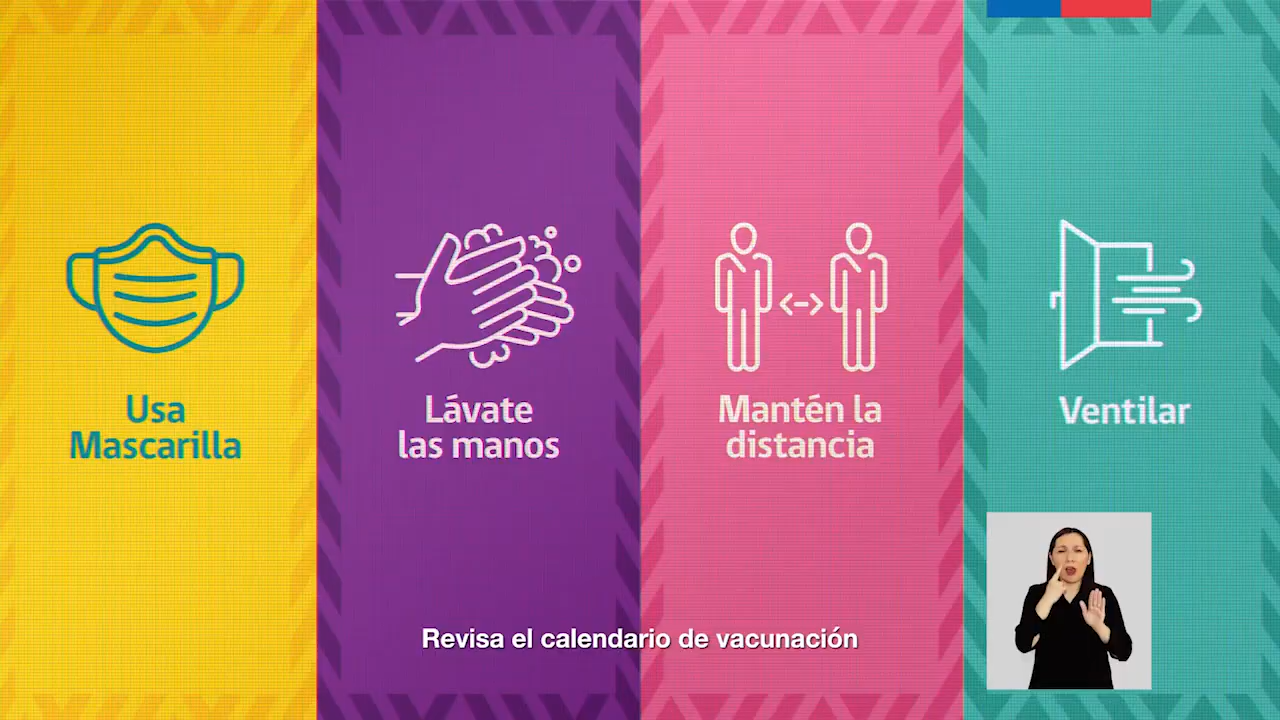 Usa
Mascarilla
Lávate
las manos
Mantén la
distancia
Ventilar
Revisa el calendario de vacunación